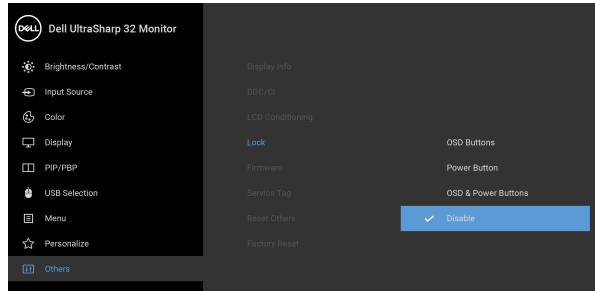 DELL
Dell UltraSharp 32 Monitor
Brightness/Contrast
Input Source
Color
Display
PIP/PBP
USB Selection
Menu
Personalize
Others
Display Info
DDC/CI
LCD Conditioning
Lock
Firmware
Service Tag
Reset Others
Factory Reset
OSD Buttons
Power Button
OSD & Power Buttons
Disable